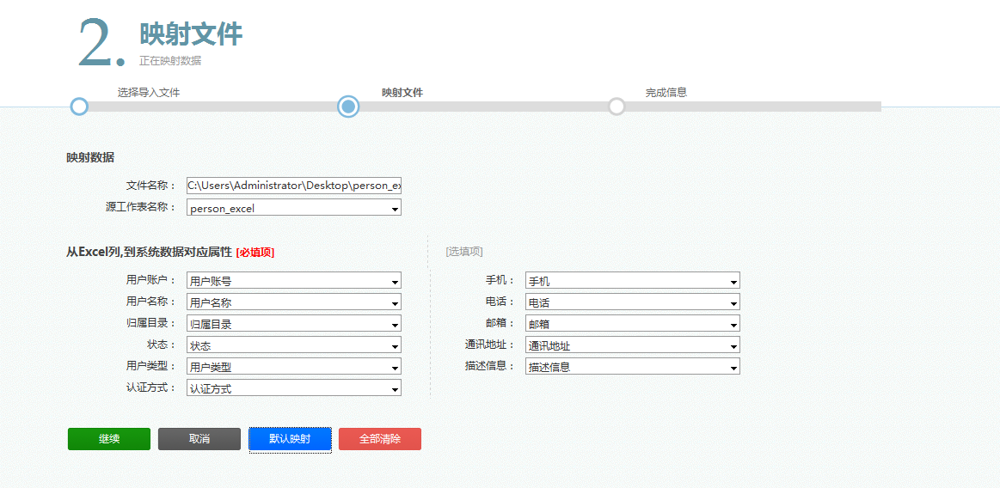 2.
映射文件
正在映射数据
选择导入文件 映射文件 完成信息
映射数据
文件名称： C:\Users\Administrator\Desktop\person_ex
源工作表名称： person_excel
从Excel列,到系统数据对应属性 [必填项] [选填项]
用户账户： 用户账号 手机： 手机
用户名称： 用户名称 电话： 电话
归属目录： 归属目录 邮箱： 邮箱
状态： 状态 通讯地址： 通讯地址
用户类型： 用户类型 描述信息： 描述信息
认证方式： 认证方式
继续 取消 默认映射 全部清除